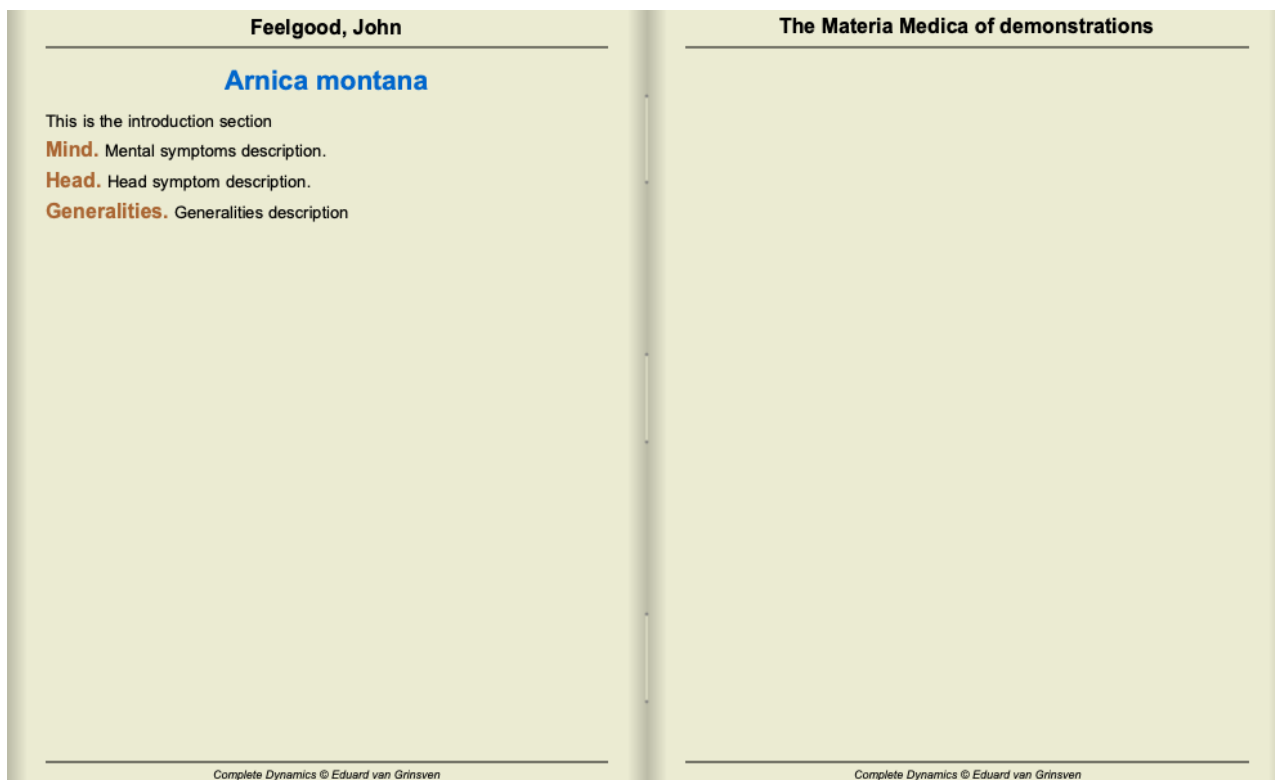 Feelgood, John
Arnica montana
This is the introduction section
Mind. Mental symptoms description.
Head. Head symptom description.
Generalities. Generalities description
Complete Dynamics © Eduard van Grinsven
The Materia Medica of demonstrations
Complete Dynamics © Eduard van Grinsven